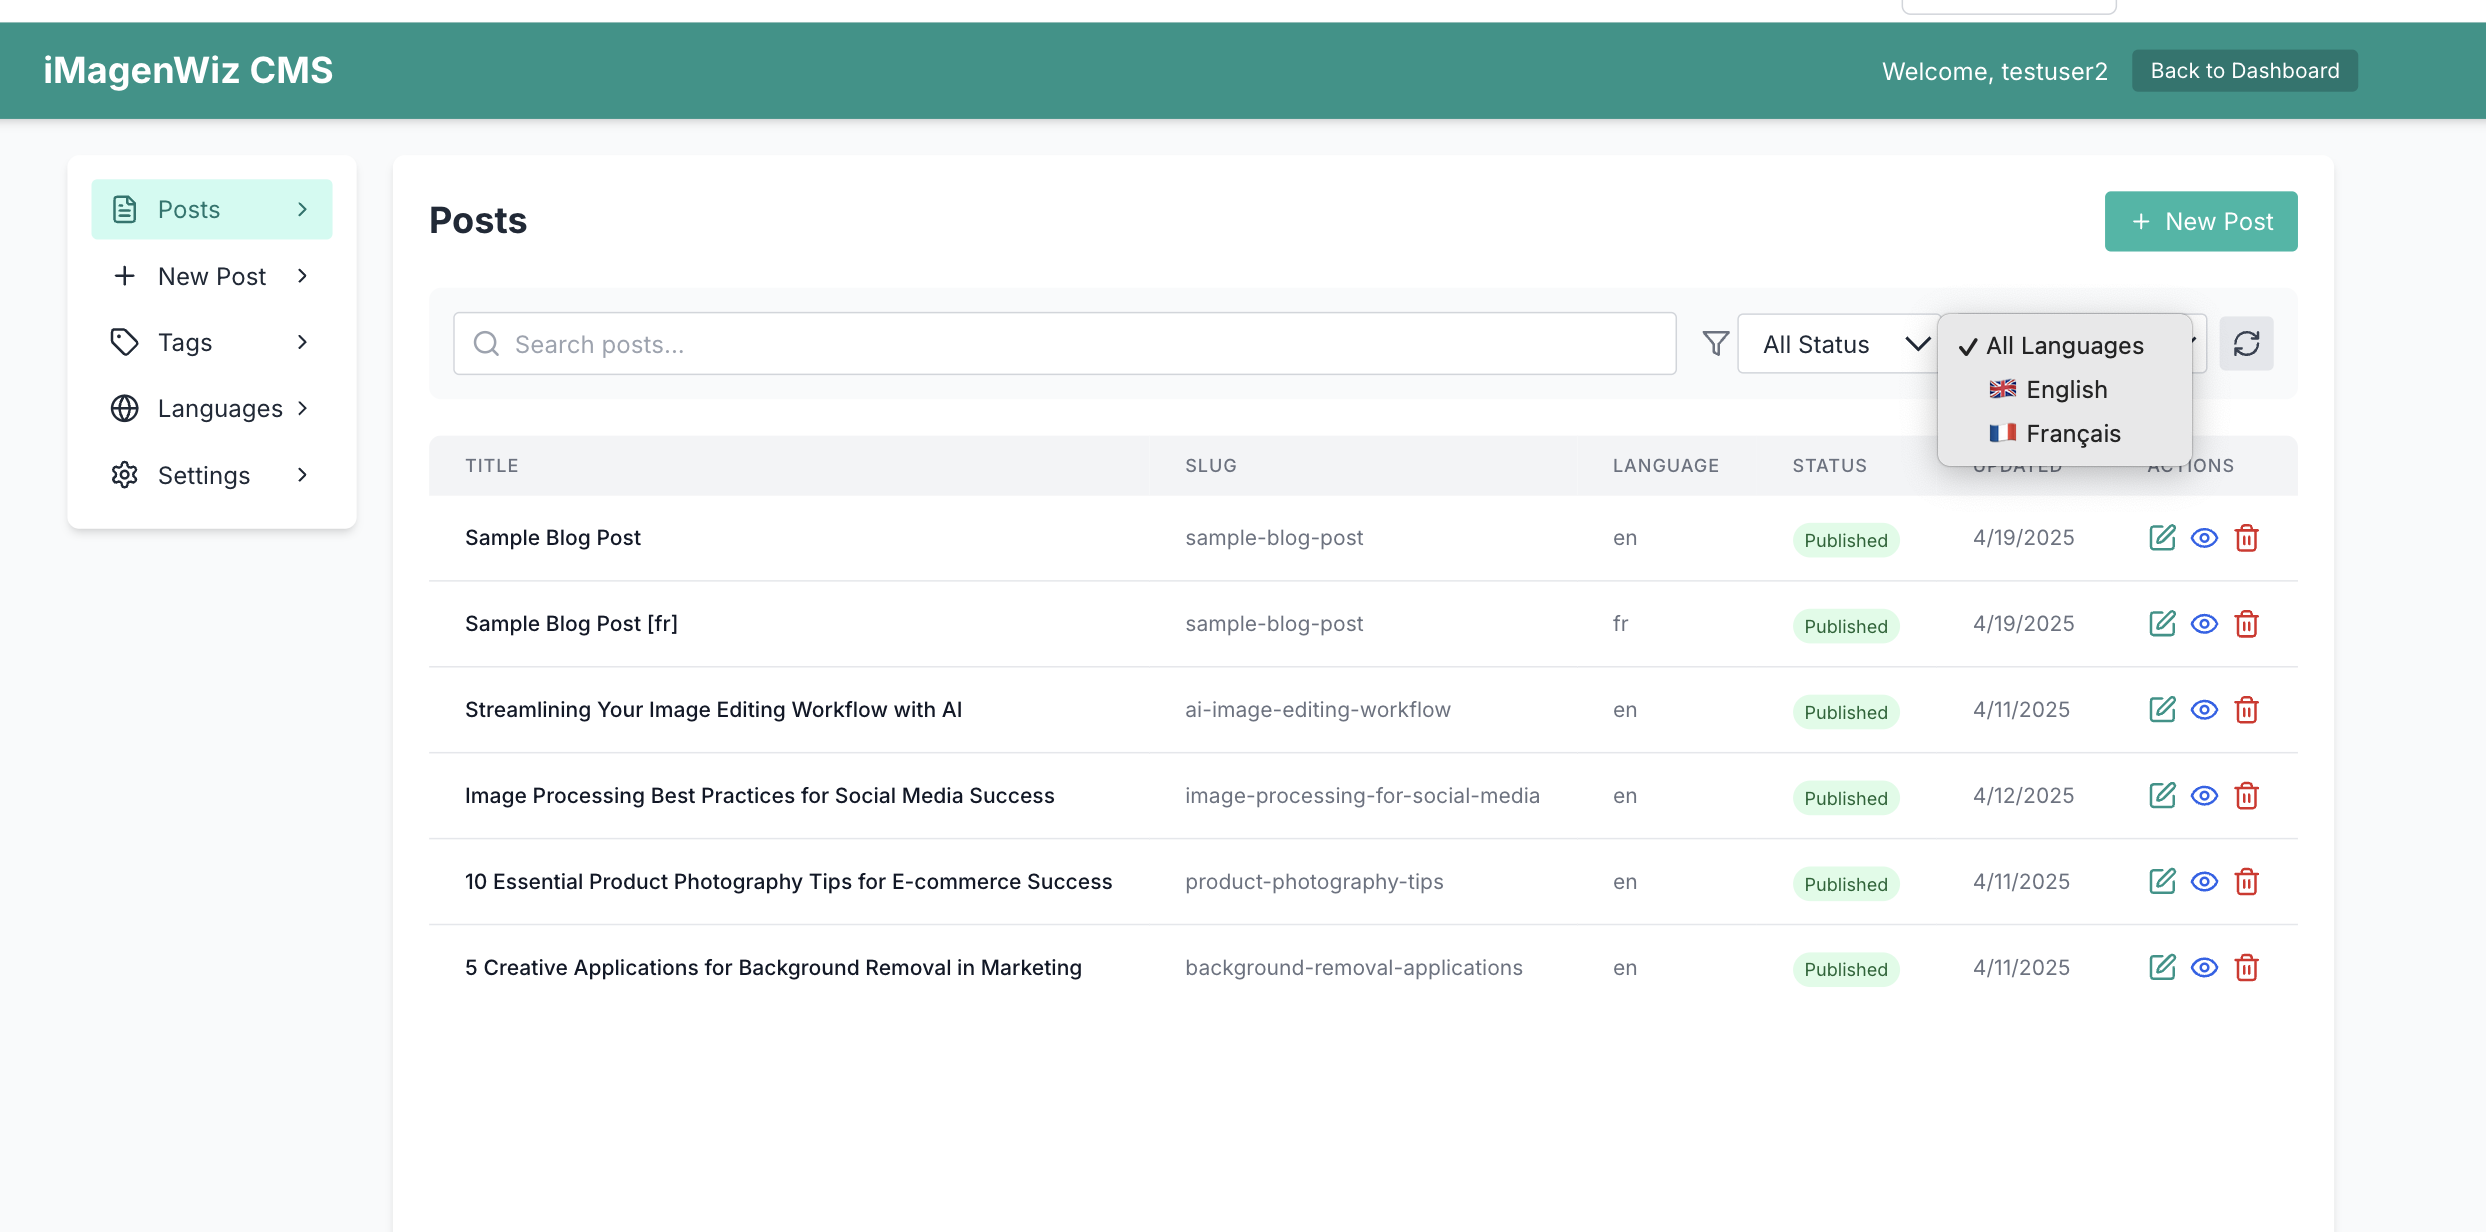 iMagenWiz CMS
Welcome, testuser2
Back to Dashboard
Posts
New Post
Tags
Languages
Settings
Posts
+ New Post
Search posts...
All Status
✓ All Languages
🇬🇧 English
🇫🇷 Français
TITLE SLUG LANGUAGE STATUS UPDATED ACTIONS
Sample Blog Post sample-blog-post en Published 4/19/2025
Sample Blog Post [fr] sample-blog-post fr Published 4/19/2025
Streamlining Your Image Editing Workflow with AI ai-image-editing-workflow en Published 4/11/2025
Image Processing Best Practices for Social Media Success image-processing-for-social-media en Published 4/12/2025
10 Essential Product Photography Tips for E-commerce Success product-photography-tips en Published 4/11/2025
5 Creative Applications for Background Removal in Marketing background-removal-applications en Published 4/11/2025